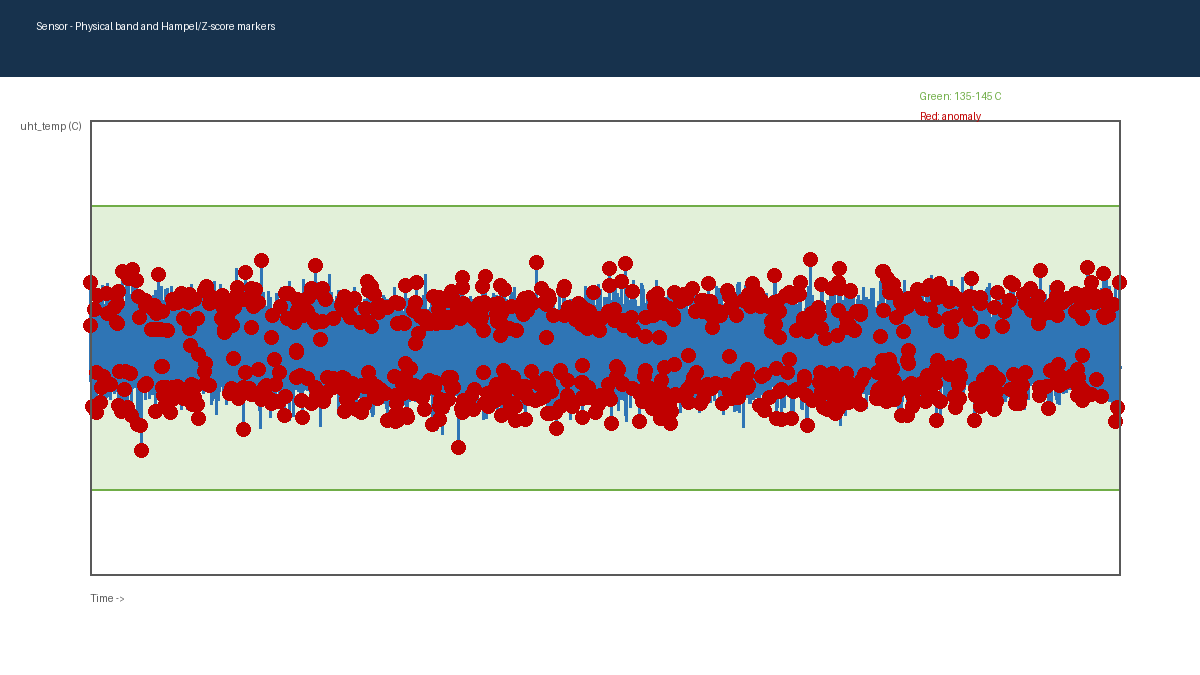 Sensor - Physical band and Hampel/Z-score markers
Green: 135-145 C
Red: anomaly
uht_temp (C)
Time ->